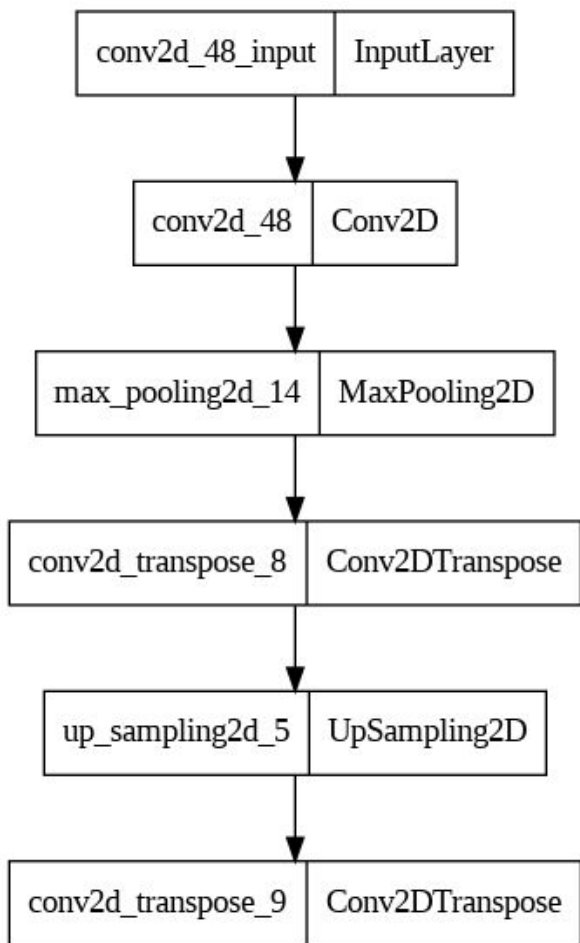 conv2d_48_input InputLayer
conv2d_48 Conv2D
max_pooling2d_14 MaxPooling2D
conv2d_transpose_8 Conv2DTranspose
up_sampling2d_5 UpSampling2D
conv2d_transpose_9 Conv2DTranspose